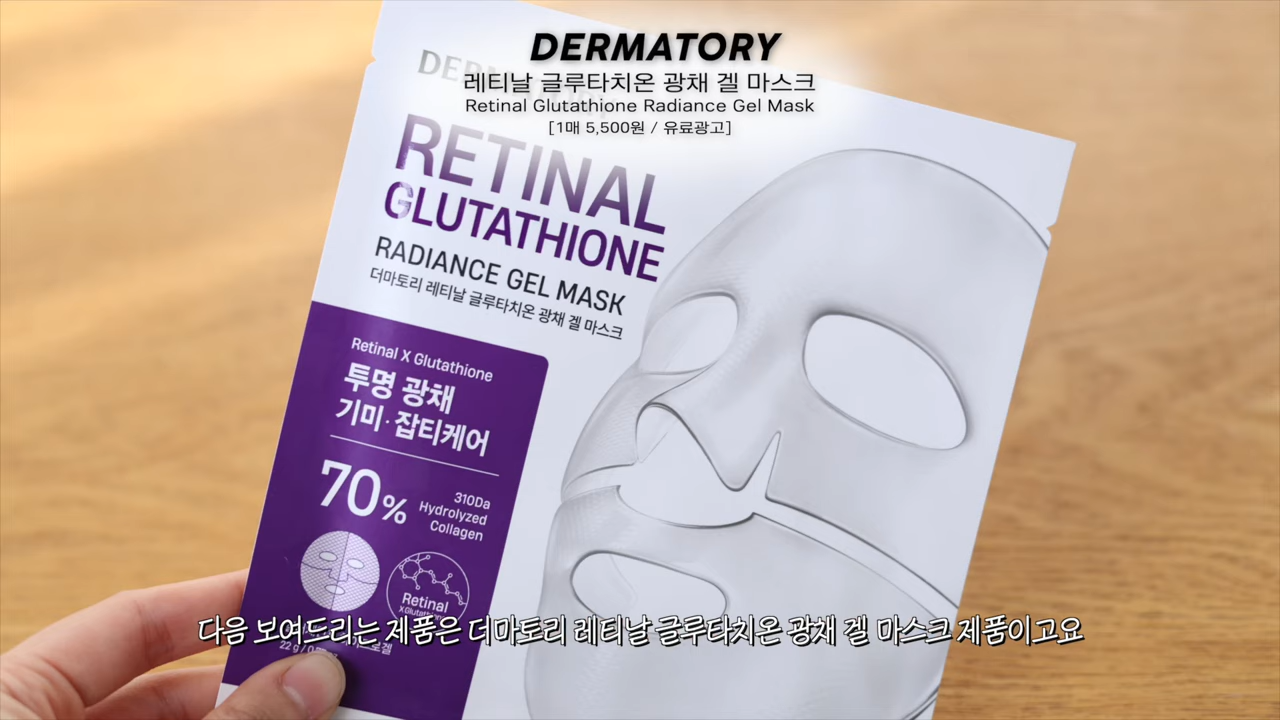 DERMATORY
레티날 글루타치온 광채 겔 마스크
Retinal Glutathione Radiance Gel Mask
[1매 5,500원 / 유료광고]
RETINAL
GLUTATHIONE
RADIANCE GEL MASK
더마토리 레티날 글루타치온 광채 겔 마스크
Retinal X Glutathione
투명 광채
기미·잡티케어
70%
310Da
Hydrolyzed
Collagen
Retinal
다음 보여드리는 제품은 더마토리 레티날 글루타치온 광채 겔 마스크 제품이고요
22 g